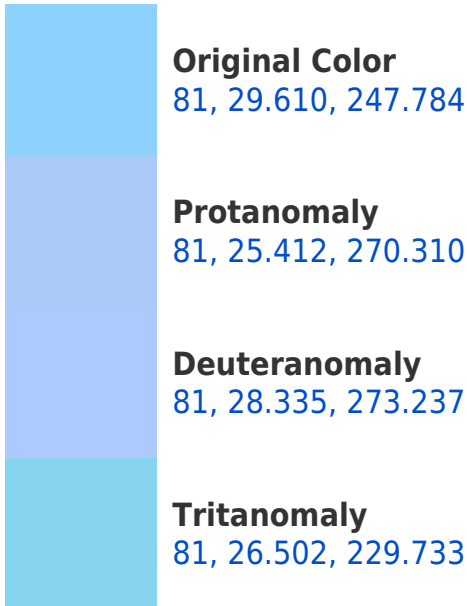 Original Color
81, 29.610, 247.784
Protanomaly
81, 25.412, 270.310
Deuteranomaly
81, 28.335, 273.237
Tritanomaly
81, 26.502, 229.733